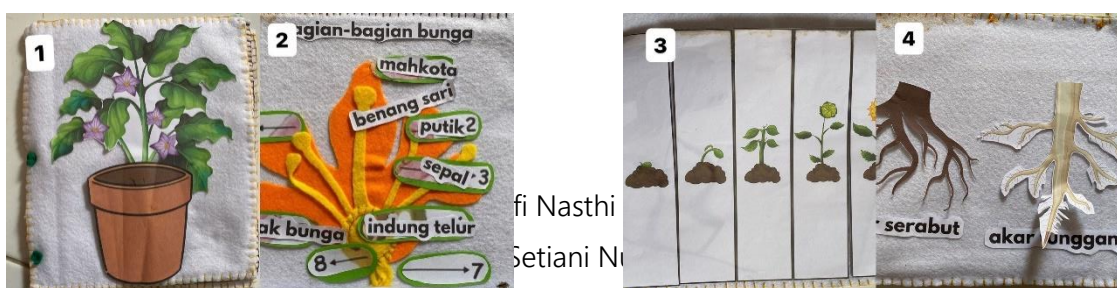 1
2
agian-bagian bunga
mahkota
benang sari
putik 2
sepal 3
ak bunga
indung telur
8
7
fi Nasthi
Setiani Nu
3
4
serabut
akar unggan